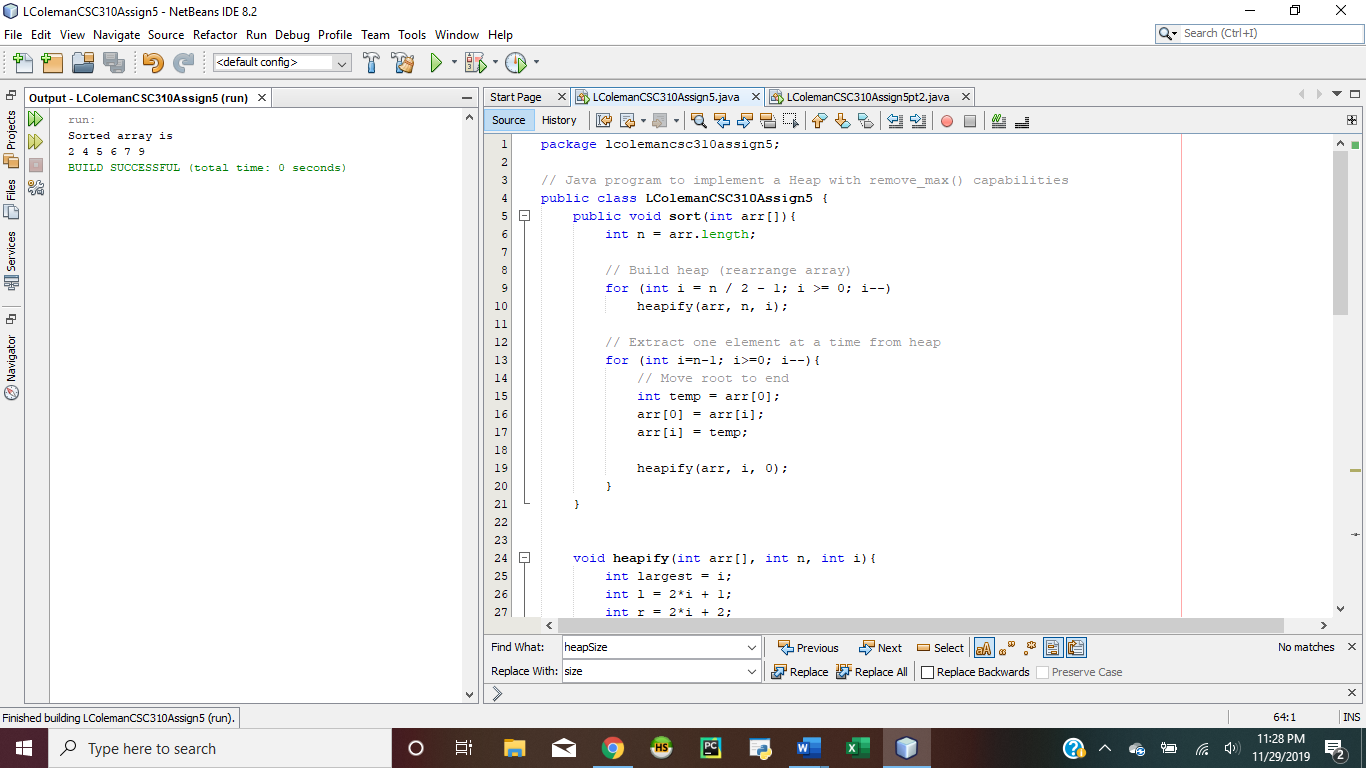 LColemanCSC310Assign5 - NetBeans IDE 8.2
File Edit View Navigate Source Refactor Run Debug Profile Team Tools Window Help
Search (Ctrl+I)
<default config>
Projects
Files
Services
Navigator
Output - LColemanCSC310Assign5 (run)
run:
Sorted array is
2 4 5 6 7 9
BUILD SUCCESSFUL (total time: 0 seconds)
Start Page LColemanCSC310Assign5.java LColemanCSC310Assign5pt2.java
Source History
1 package lcolemancsc310assign5;
2
3 // Java program to implement a Heap with remove_max() capabilities
4 public class LColemanCSC310Assign5 {
5 public void sort(int arr[]){
6 int n = arr.length;
7
8 // Build heap (rearrange array)
9 for (int i = n / 2 - 1; i >= 0; i--)
10 heapify(arr, n, i);
11
12 // Extract one element at a time from heap
13 for (int i=n-1; i>=0; i--){
14 // Move root to end
15 int temp = arr[0];
16 arr[0] = arr[i];
17 arr[i] = temp;
18
19 heapify(arr, i, 0);
20 }
21 }
22
23
24 void heapify(int arr[], int n, int i){
25 int largest = i;
26 int l = 2*i + 1;
27 int r = 2*i + 2;
Find What: heapSize Previous Next Select aA No matches
Replace With: size Replace Replace All Replace Backwards Preserve Case
Finished building LColemanCSC310Assign5 (run).
64:1 INS
Type here to search
HS
PC
W
X
11:28 PM
11/29/2019
2